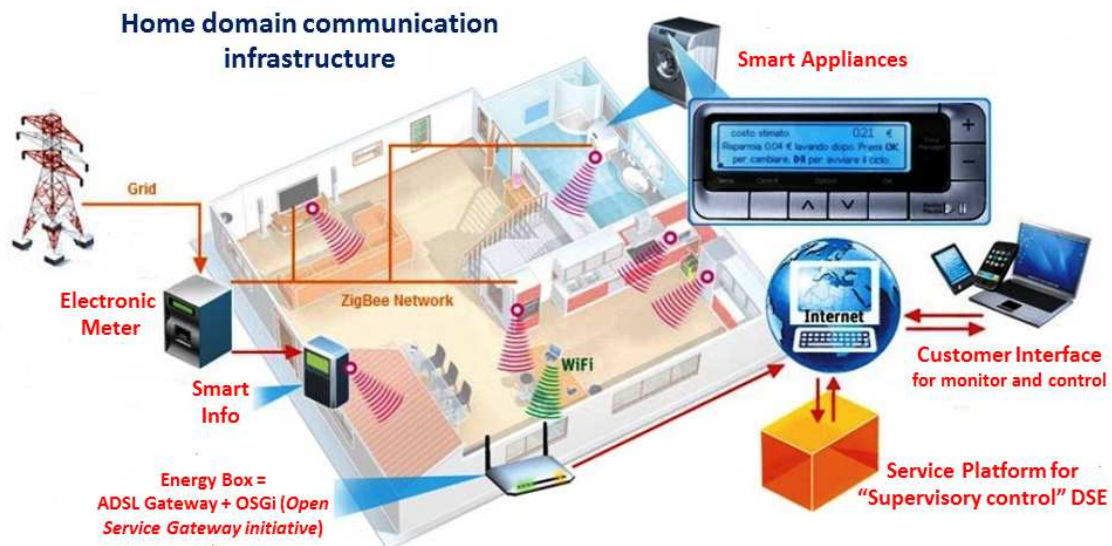 Home domain communication
infrastructure
Smart Appliances
costo stimato 0.21 €
Risparmia 0.04 € lavando dopo. Premi OK
per cambiare, D|| per avviare il ciclo.
+
−
Grid
Electronic
Meter
ZigBee Network
Smart
Info
WiFi
Internet
Customer Interface
for monitor and control
Energy Box =
ADSL Gateway + OSGi (Open
Service Gateway initiative)
Service Platform for
“Supervisory control” DSE